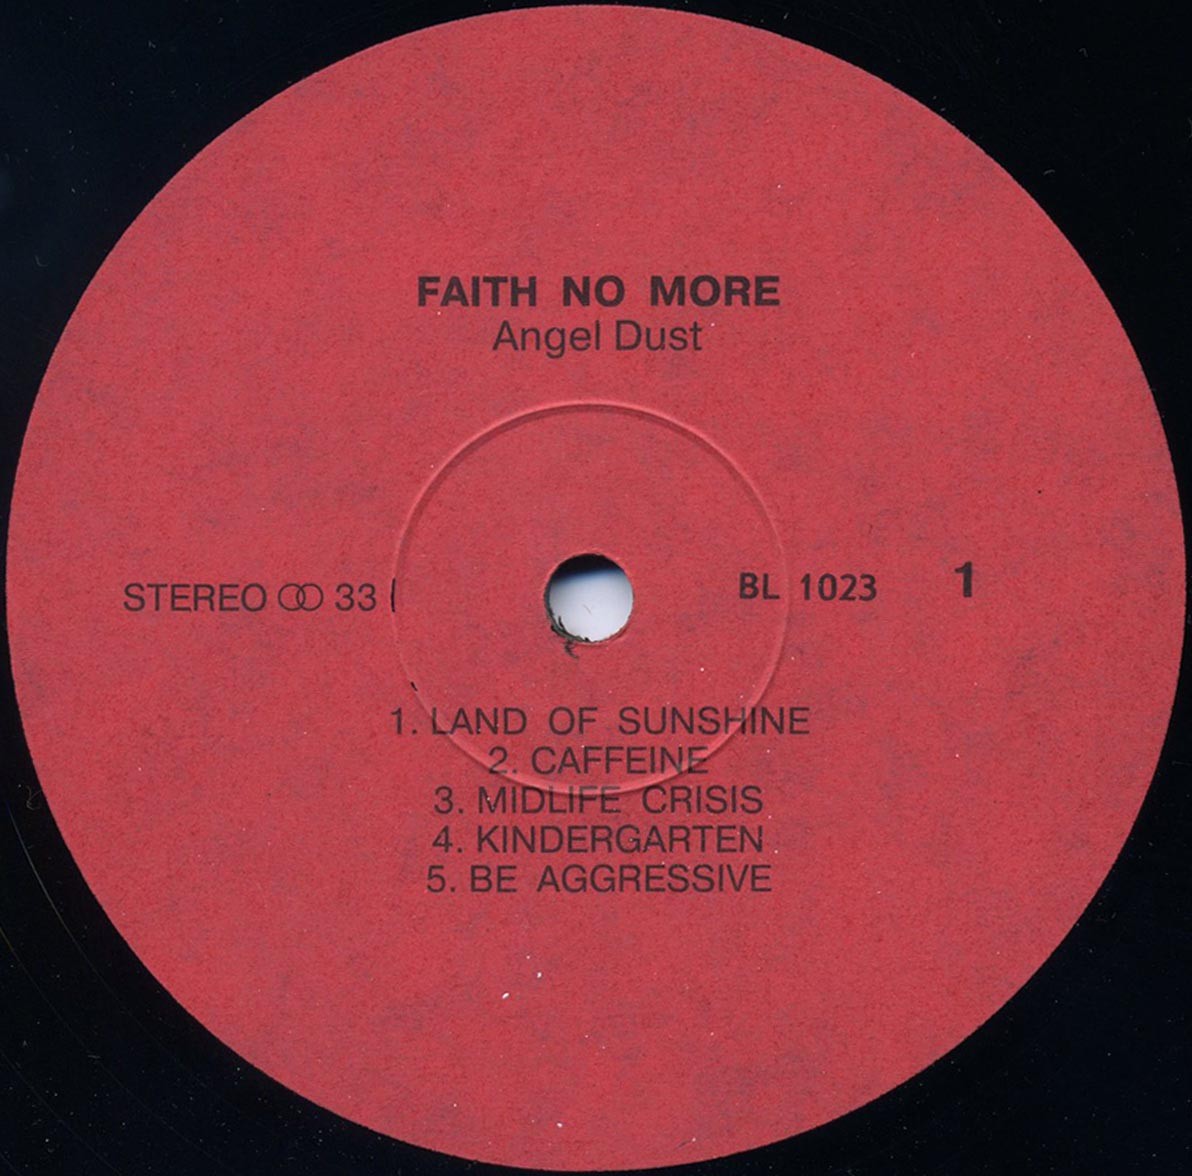 FAITH NO MORE
Angel Dust
STEREO 33
BL 1023 1
1. LAND OF SUNSHINE
2. CAFFEINE
3. MIDLIFE CRISIS
4. KINDERGARTEN
5. BE AGGRESSIVE